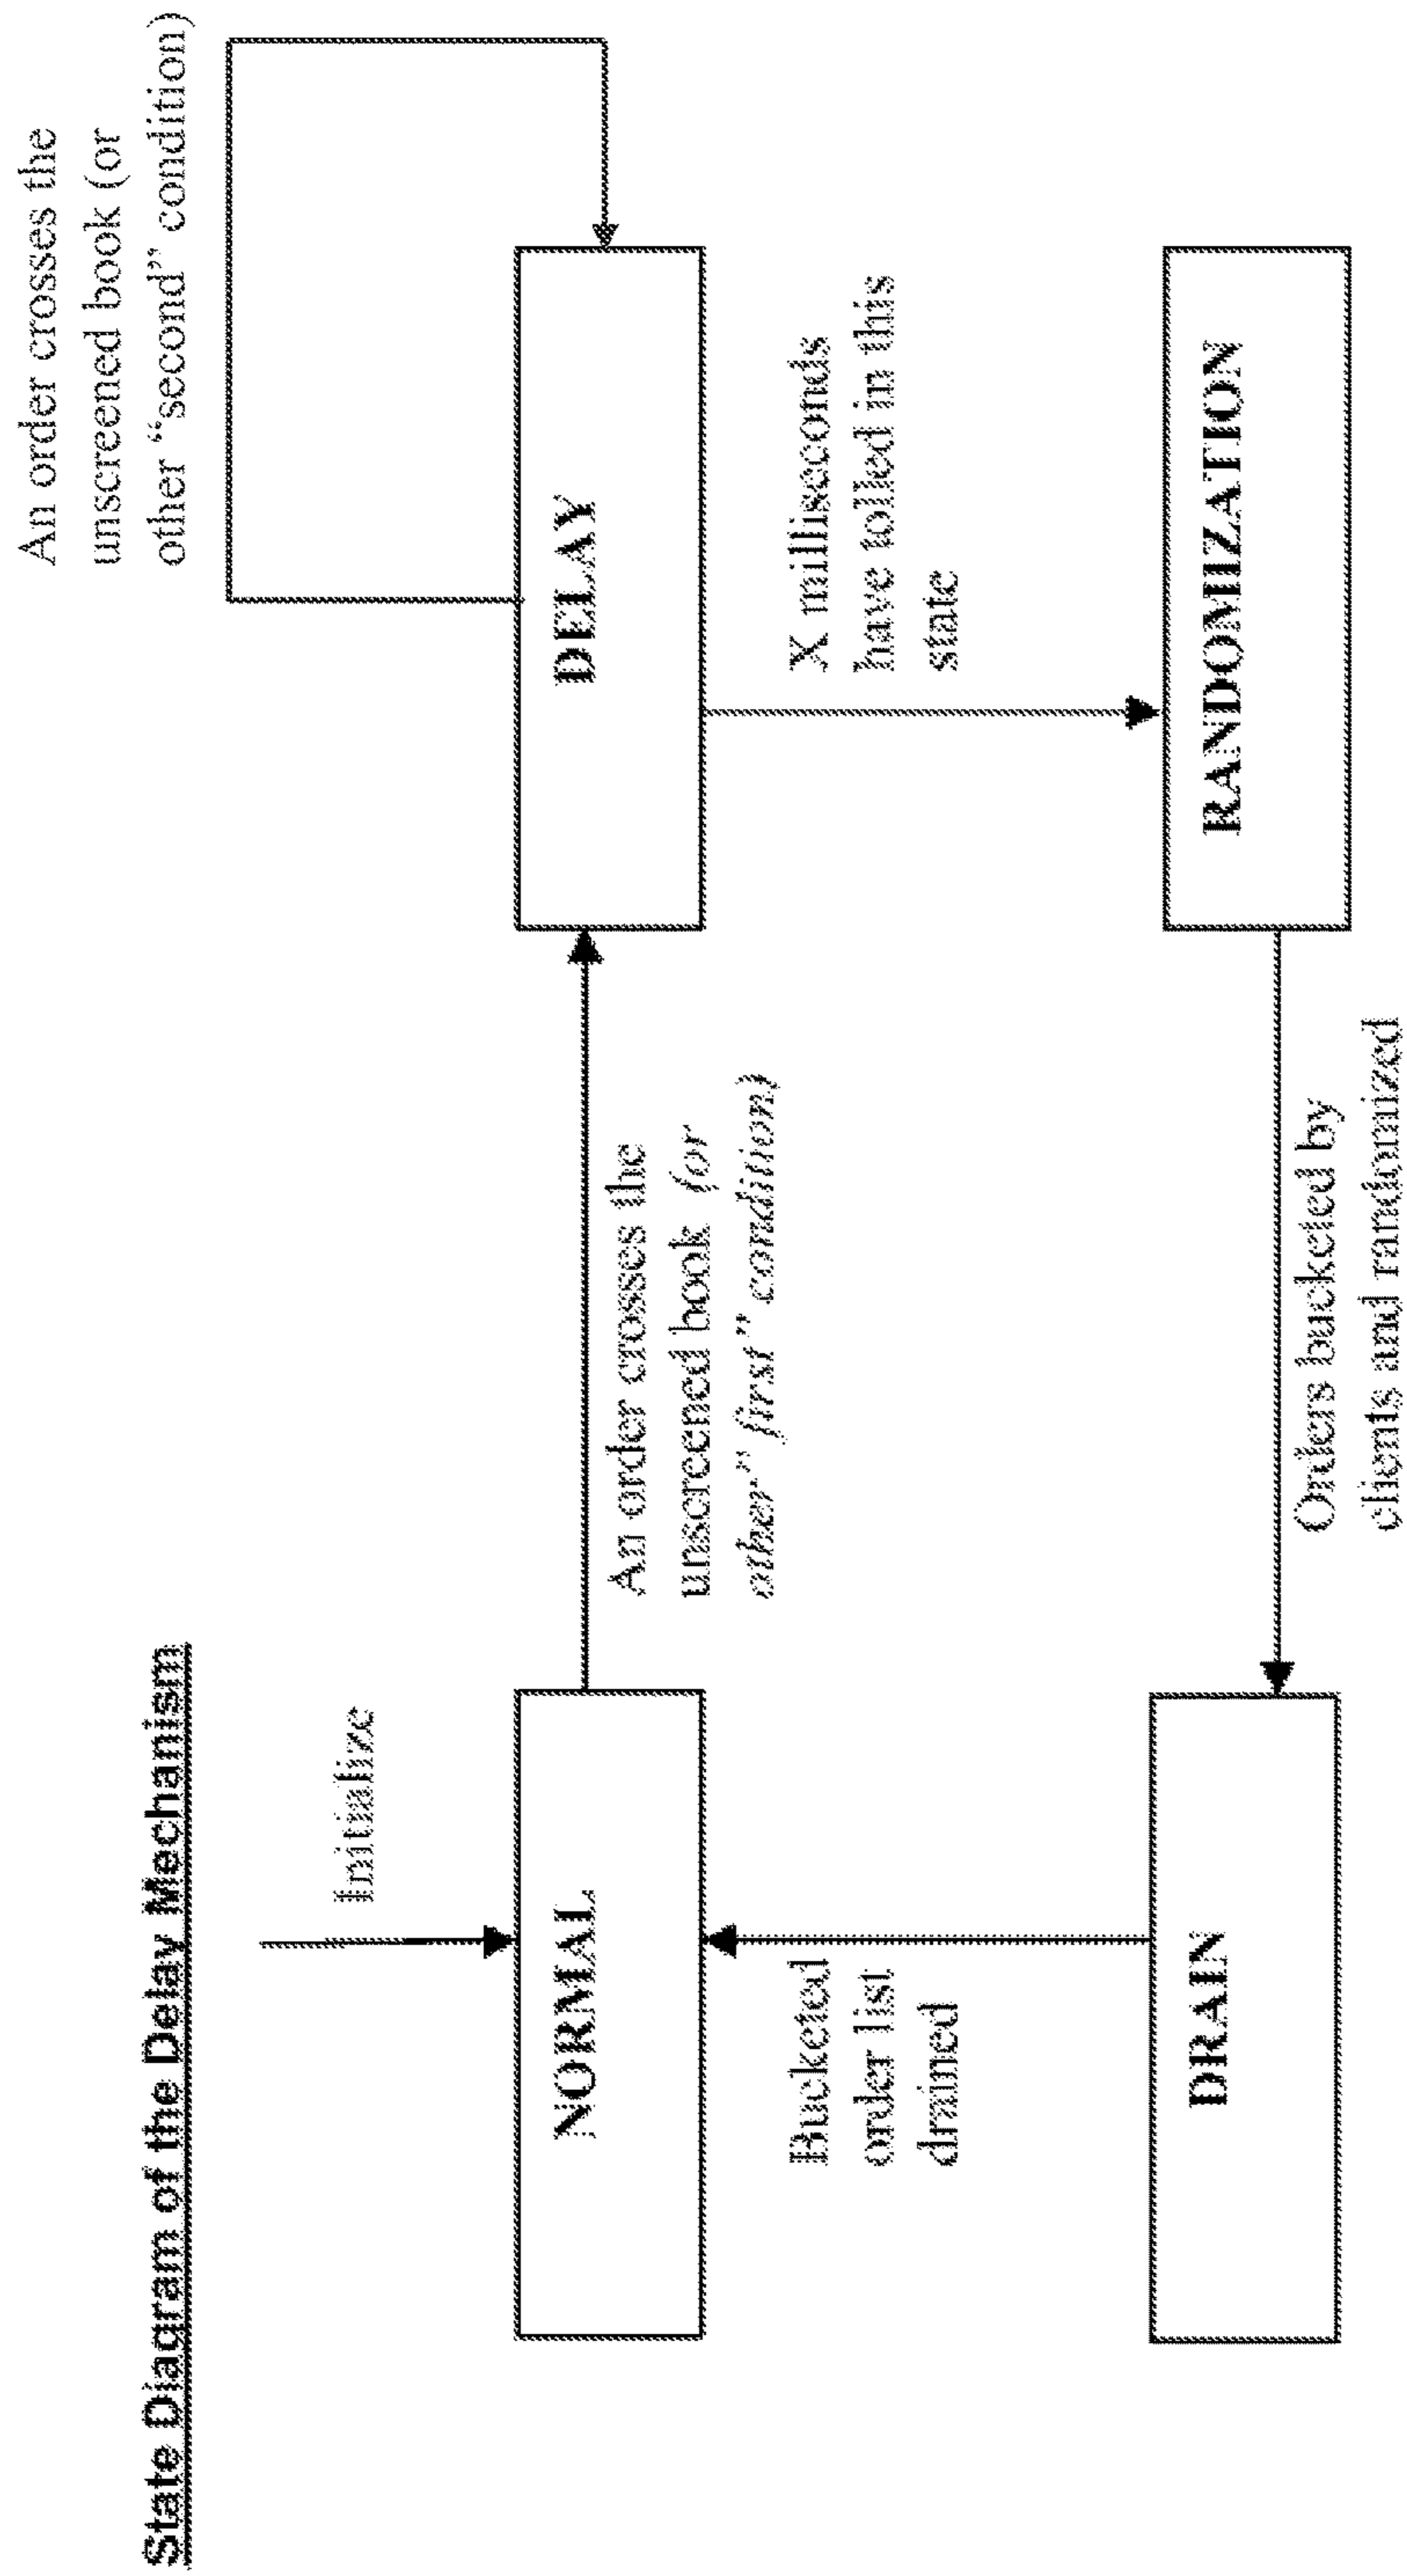 State Diagram of the Delay Mechanism
Initialize
An order crosses the
unscreened book (or
other “second” condition)
NORMAL
An order crosses the
unscreened book (or
other” first” condition)
DELAY
X milliseconds
have tolled in this
state
Bucketed
order list
drained
DRAIN
Orders bucketed by
clients and randomized
RANDOMIZATION